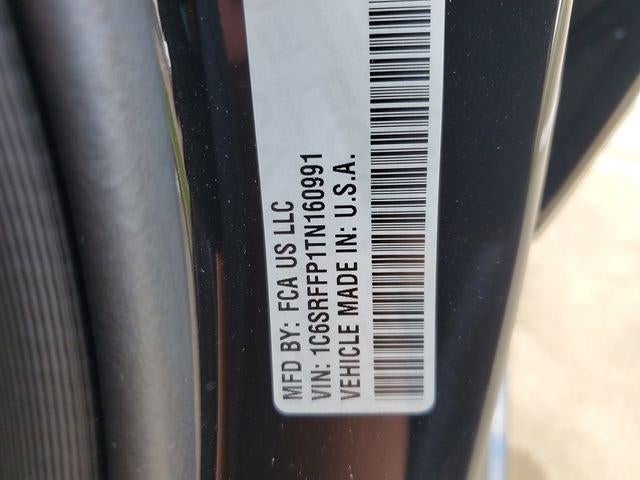 MFD BY: FCA US LLC
VIN: 1C6SRFFP1TN160991
VEHICLE MADE IN: U.S.A.